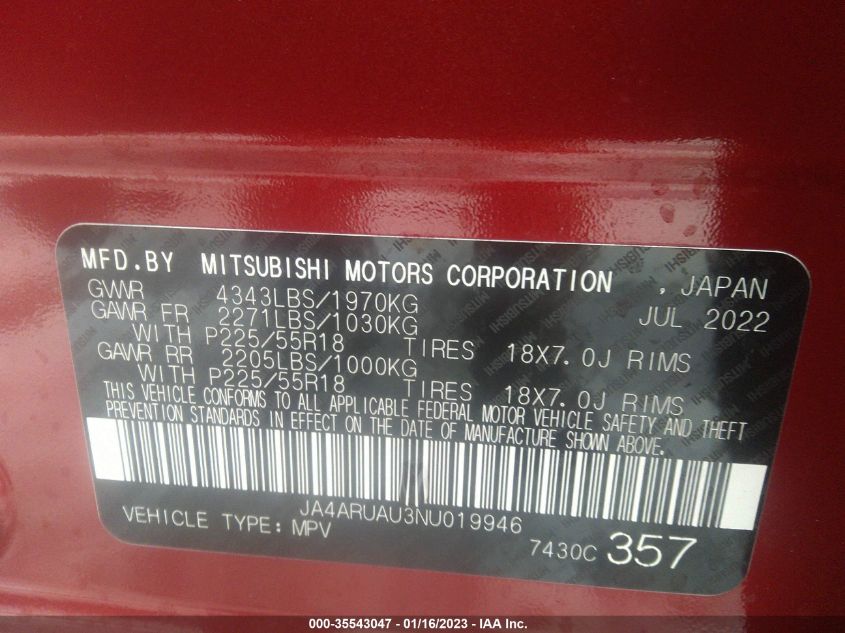 MFD.BY MITSUBISHI MOTORS CORPORATION , JAPAN
GVWR 4343LBS/1970KG JUL 2022
GAWR FR 2271LBS/1030KG
WITH P225/55R18 TIRES 18X7.0J RIMS
GAWR RR 2205LBS/1000KG
WITH P225/55R18 TIRES 18X7.0J RIMS
THIS VEHICLE CONFORMS TO ALL APPLICABLE FEDERAL MOTOR VEHICLE SAFETY AND THEFT
PREVENTION STANDARDS IN EFFECT ON THE DATE OF MANUFACTURE SHOWN ABOVE.
JA4ARUAU3NU019946
VEHICLE TYPE: MPV 7430C 357
000-35543047 - 01/16/2023 - IAA Inc.